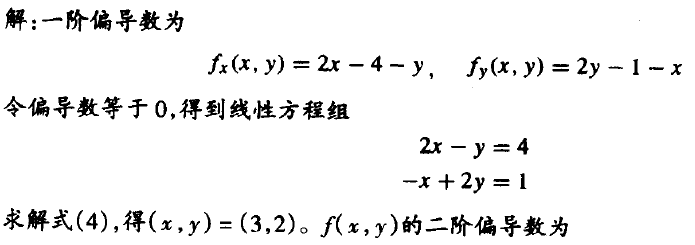 解:一阶偏导数为
fx(x, y) = 2x − 4 − y,  fy(x, y) = 2y − 1 − x
令偏导数等于0,得到线性方程组
2x − y = 4
−x + 2y = 1
求解式(4),得(x,y)=(3,2)。f(x,y)的二阶偏导数为